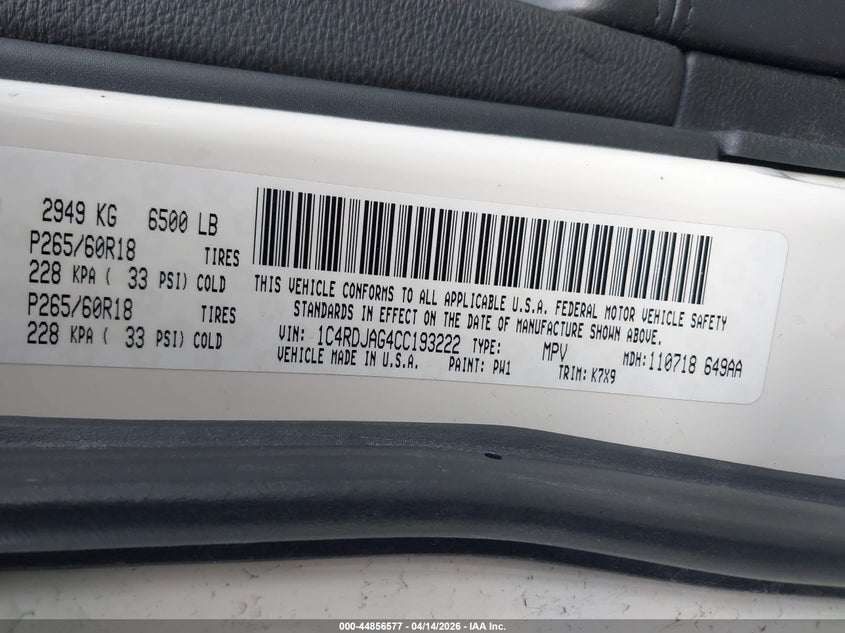 2949 KG 6500 LB
P265/60R18 TIRES
228 KPA ( 33 PSI) COLD
P265/60R18 TIRES
228 KPA ( 33 PSI) COLD
THIS VEHICLE CONFORMS TO ALL APPLICABLE U.S.A. FEDERAL MOTOR VEHICLE SAFETY
STANDARDS IN EFFECT ON THE DATE OF MANUFACTURE SHOWN ABOVE.
VIN: 1C4RDJAG4CC193222 TYPE: MPV MDH: 110718 649AA
VEHICLE MADE IN U.S.A. PAINT: PW1 TRIM: K7X9
000-44856577 - 04/14/2026 - IAA Inc.